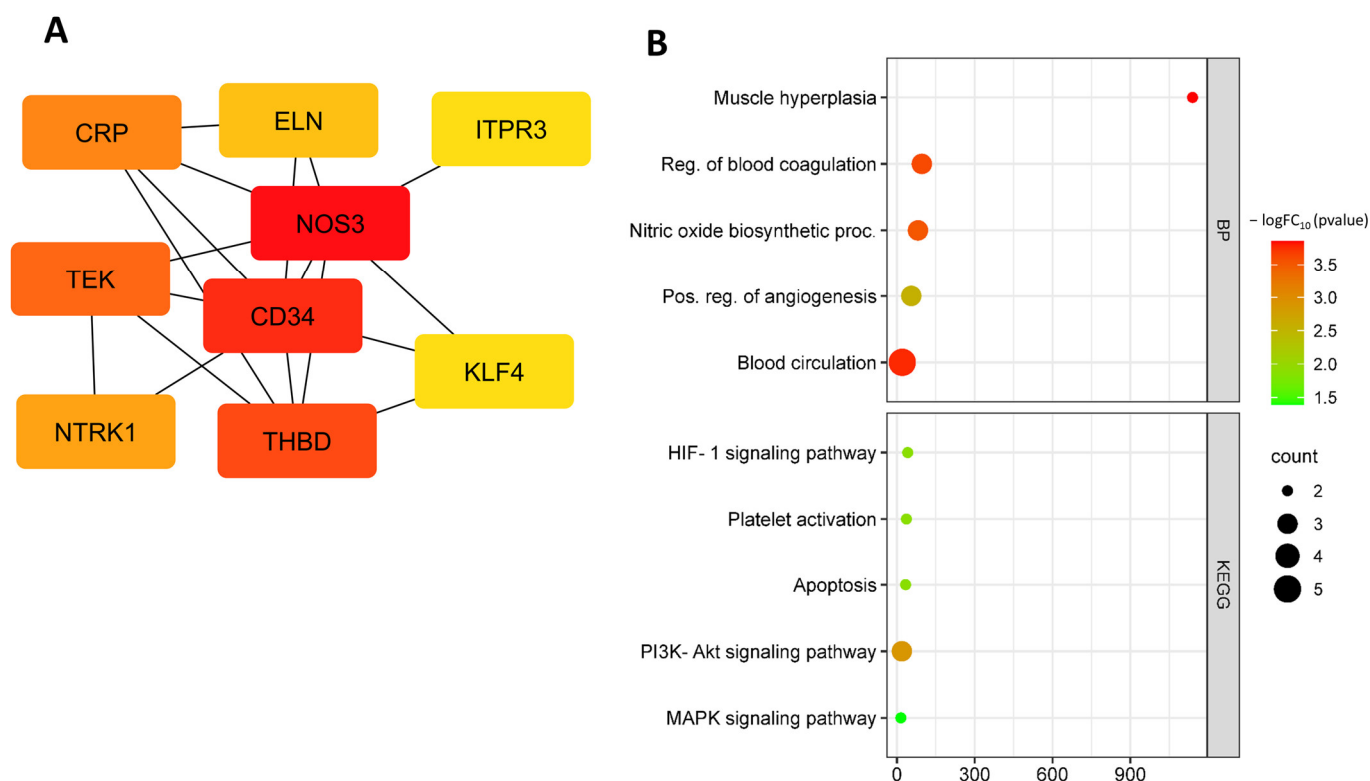 A
CRP
ELN
ITPR3
NOS3
TEK
CD34
KLF4
NTRK1
THBD
B
Muscle hyperplasia
Reg. of blood coagulation
Nitric oxide biosynthetic proc.
Pos. reg. of angiogenesis
Blood circulation
BP
HIF- 1 signaling pathway
Platelet activation
Apoptosis
PI3K- Akt signaling pathway
MAPK signaling pathway
KEGG
0 300 600 900
– logFC₁₀ (pvalue)
3.5
3.0
2.5
2.0
1.5
count
2
3
4
5